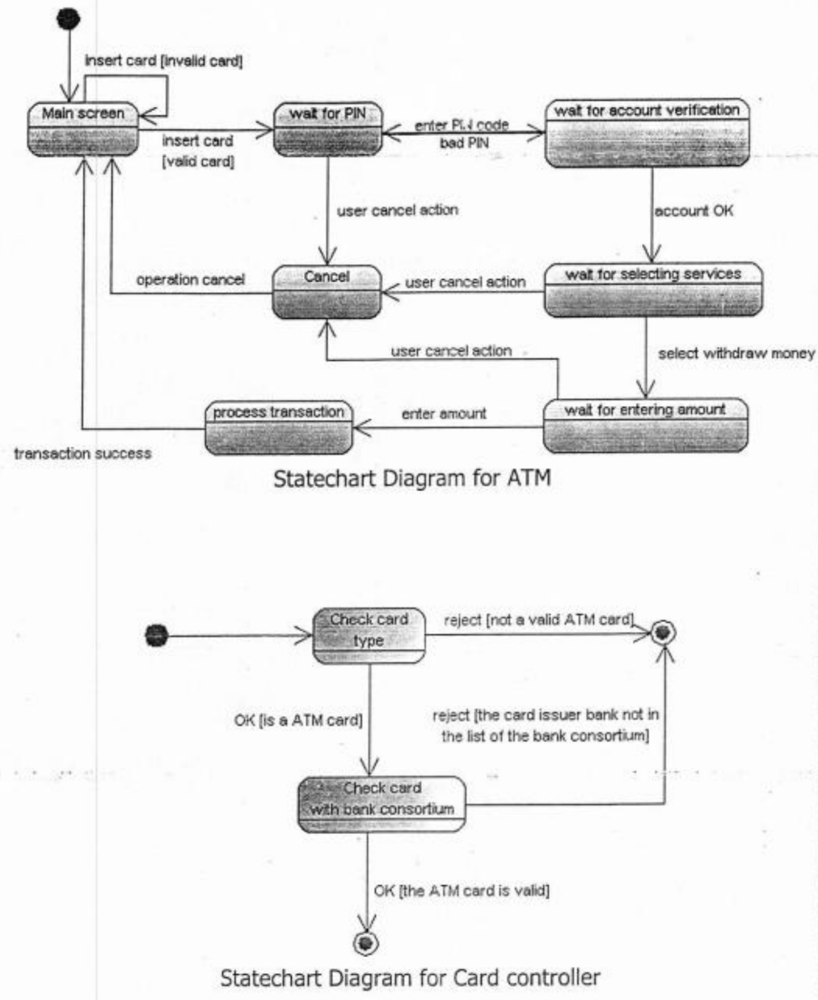 insert card [invalid card]
Main screen
wait for PIN
wait for account verification
enter PIN code
bad PIN
insert card
[valid card]
user cancel action
account OK
operation cancel
Cancel
user cancel action
wait for selecting services
user cancel action
select withdraw money
process transaction
enter amount
wait for entering amount
transaction success
Statechart Diagram for ATM
Check card
type
reject [not a valid ATM card]
OK [is a ATM card]
reject [the card issuer bank not in
the list of the bank consortium]
Check card
with bank consortium
OK [the ATM card is valid]
Statechart Diagram for Card controller